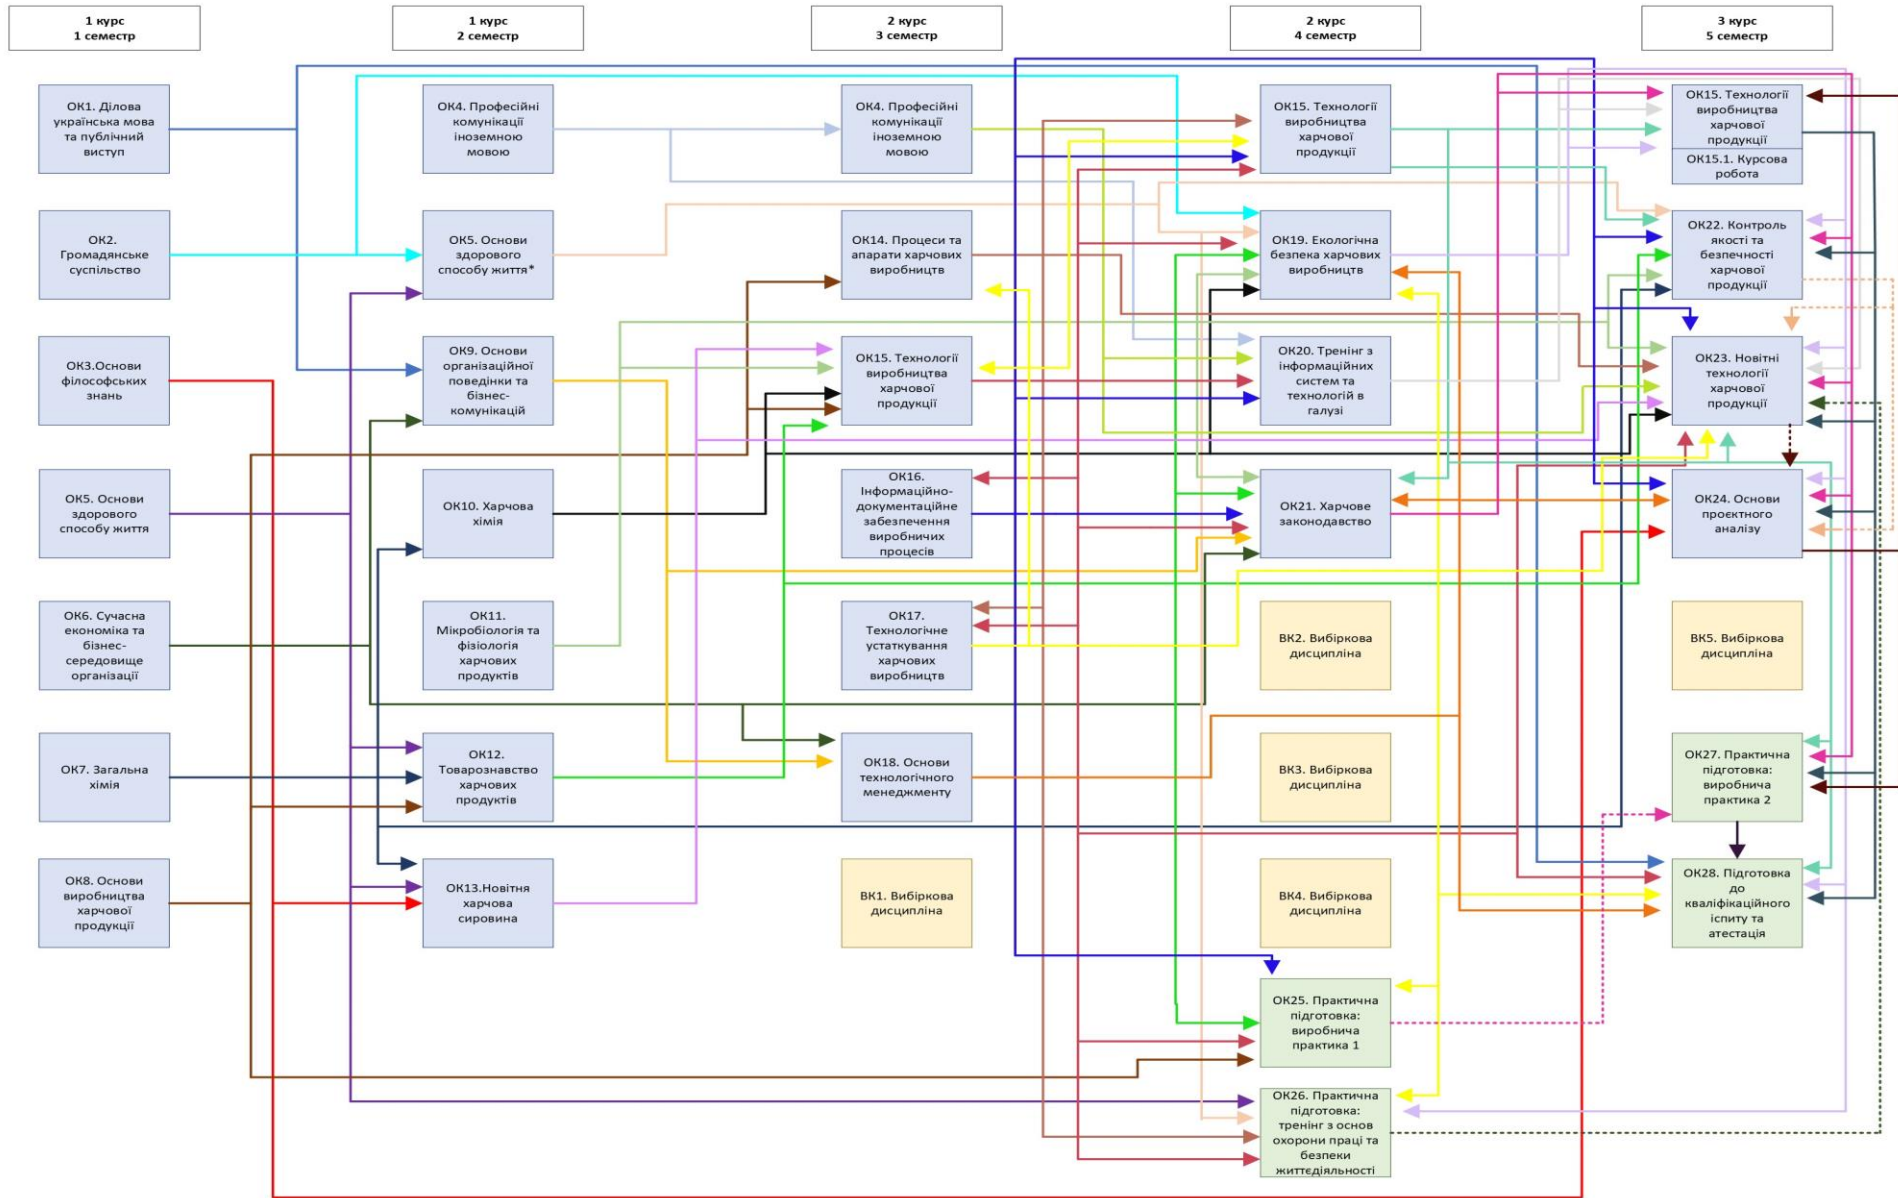 1 курс
1 семестр
1 курс
2 семестр
2 курс
3 семестр
2 курс
4 семестр
3 курс
5 семестр
ОК1. Ділова
українська мова
та публічний
виступ
ОК2.
Громадянське
суспільство
ОК3.Основи
філософських
знань
ОК5. Основи
здорового
способу життя
ОК6. Сучасна
економіка та
бізнес-
середовище
організації
ОК7. Загальна
хімія
ОК8. Основи
виробництва
харчової
продукції
ОК4. Професійні
комунікації
іноземною
мовою
ОК5. Основи
здорового
способу життя*
ОК9. Основи
організаційної
поведінки та
бізнес-
комунікацій
ОК10. Харчова
хімія
ОК11.
Мікробіологія та
фізіологія
харчових
продуктів
ОК12.
Товарознавство
харчових
продуктів
ОК13.Новітня
харчова
сировина
ОК4. Професійні
комунікації
іноземною
мовою
ОК14. Процеси та
апарати харчових
виробництв
ОК15. Технології
виробництва
харчової
продукції
ОК16.
Інформаційно-
документаційне
забезпечення
виробничих
процесів
ОК17.
Технологічне
устаткування
харчових
виробництв
ОК18. Основи
технологічного
менеджменту
ВК1. Вибіркова
дисципліна
ОК15. Технології
виробництва
харчової
продукції
ОК19. Екологічна
безпека харчових
виробництв
ОК20. Тренінг з
інформаційних
систем та
технологій в
галузі
ОК21. Харчове
законодавство
ВК2. Вибіркова
дисципліна
ВК3. Вибіркова
дисципліна
ВК4. Вибіркова
дисципліна
ОК25. Практична
підготовка:
виробнича
практика 1
ОК26. Практична
підготовка:
тренінг з основ
охорони праці та
безпеки
життєдіяльності
ОК15. Технології
виробництва
харчової
продукції
ОК15.1. Курсова
робота
ОК22. Контроль
якості та
безпечності
харчової
продукції
ОК23. Новітні
технології
харчової
продукції
ОК24. Основи
проєктного
аналізу
ВК5. Вибіркова
дисципліна
ОК27. Практична
підготовка:
виробнича
практика 2
ОК28. Підготовка
до
кваліфікаційного
іспиту та
атестація